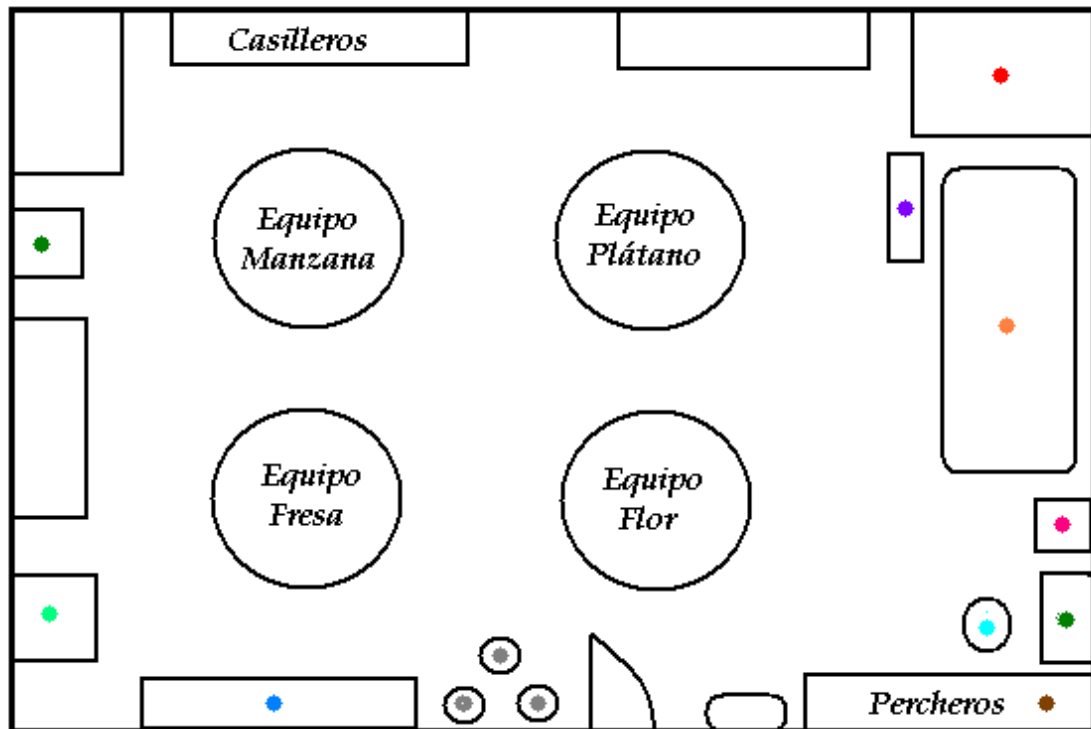 Casilleros
Equipo
Manzana
Equipo
Plátano
Equipo
Fresa
Equipo
Flor
Percheros